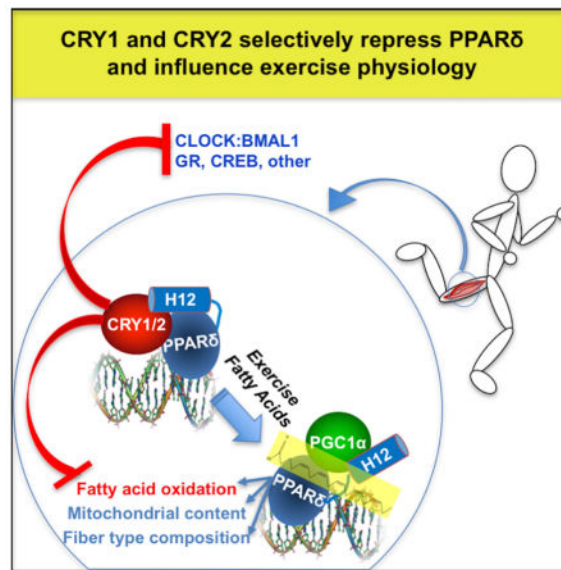 CRY1 and CRY2 selectively repress PPARδ
and influence exercise physiology
CLOCK:BMAL1
GR, CREB, other
H12
CRY1/2
PPARδ
Exercise
Fatty Acids
PGC1α
H12
PPARδ
Fatty acid oxidation
Mitochondrial content
Fiber type composition